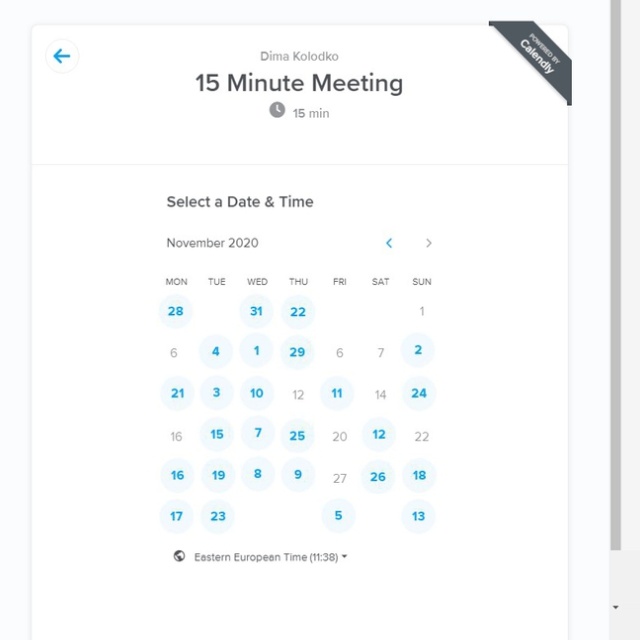 POWERED BY
Calendly
Dima Kolodko
15 Minute Meeting
15 min
Select a Date & Time
November 2020
MON TUE WED THU FRI SAT SUN
28 31 22 1
6 4 1 29 6 7 2
21 3 10 12 11 14 24
16 15 7 25 20 12 22
16 19 8 9 27 26 18
17 23 5 13
Eastern European Time (11:38)